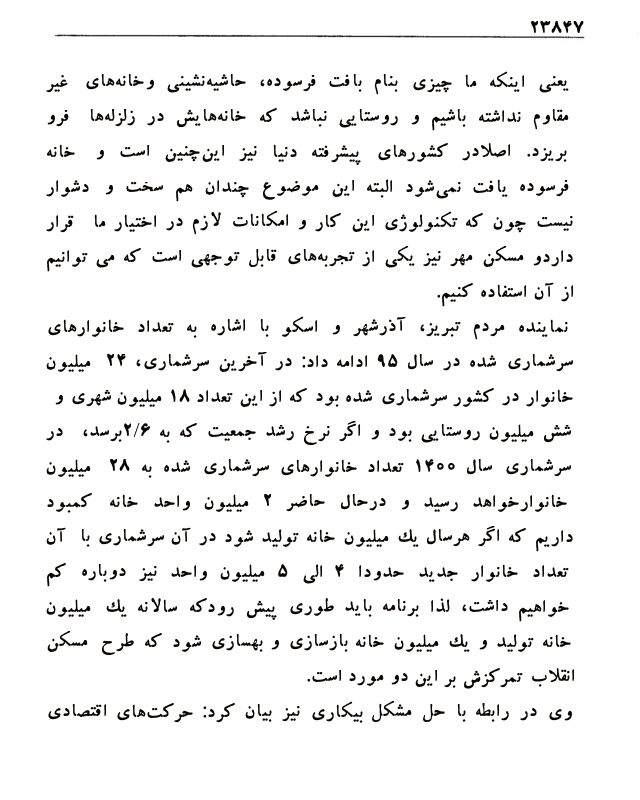 ۲۳۸۴۷
یعنی اینکه ما چیزی بنام بافت فرسوده، حاشیه‌نشینی وخانه‌های غیر
مقاوم نداشته باشیم و روستایی نباشد که خانه‌هایش در زلزله‌ها فرو
بریزد. اصلادر کشورهای پیشرفته دنیا نیز این‌چنین است و خانه
فرسوده یافت نمی‌شود البته این موضوع چندان هم سخت و دشوار
نیست چون که تکنولوژی این کار و امکانات لازم در اختیار ما قرار
داردو مسکن مهر نیز یکی از تجربه‌های قابل توجهی است که می توانیم
از آن استفاده کنیم.
نماینده مردم تبریز، آذرشهر و اسکو با اشاره به تعداد خانوارهای
سرشماری شده در سال ۹۵ ادامه داد: در آخرین سرشماری، ۲۴ میلیون
خانوار در کشور سرشماری شده بود که از این تعداد ۱۸ میلیون شهری و
شش میلیون روستایی بود و اگر نرخ رشد جمعیت که به ۲/۶برسد، در
سرشماری سال ۱۴۰۰ تعداد خانوارهای سرشماری شده به ۲۸ میلیون
خانوارخواهد رسید و درحال حاضر ۲ میلیون واحد خانه کمبود
داریم که اگر هرسال یك میلیون خانه تولید شود در آن سرشماری با آن
تعداد خانوار جدید حدودا ۴ الی ۵ میلیون واحد نیز دوباره کم
خواهیم داشت، لذا برنامه باید طوری پیش رودکه سالانه یك میلیون
خانه تولید و یك میلیون خانه بازسازی و بهسازی شود که طرح مسکن
انقلاب تمرکزش بر این دو مورد است.
وی در رابطه با حل مشکل بیکاری نیز بیان کرد: حرکت‌های اقتصادی